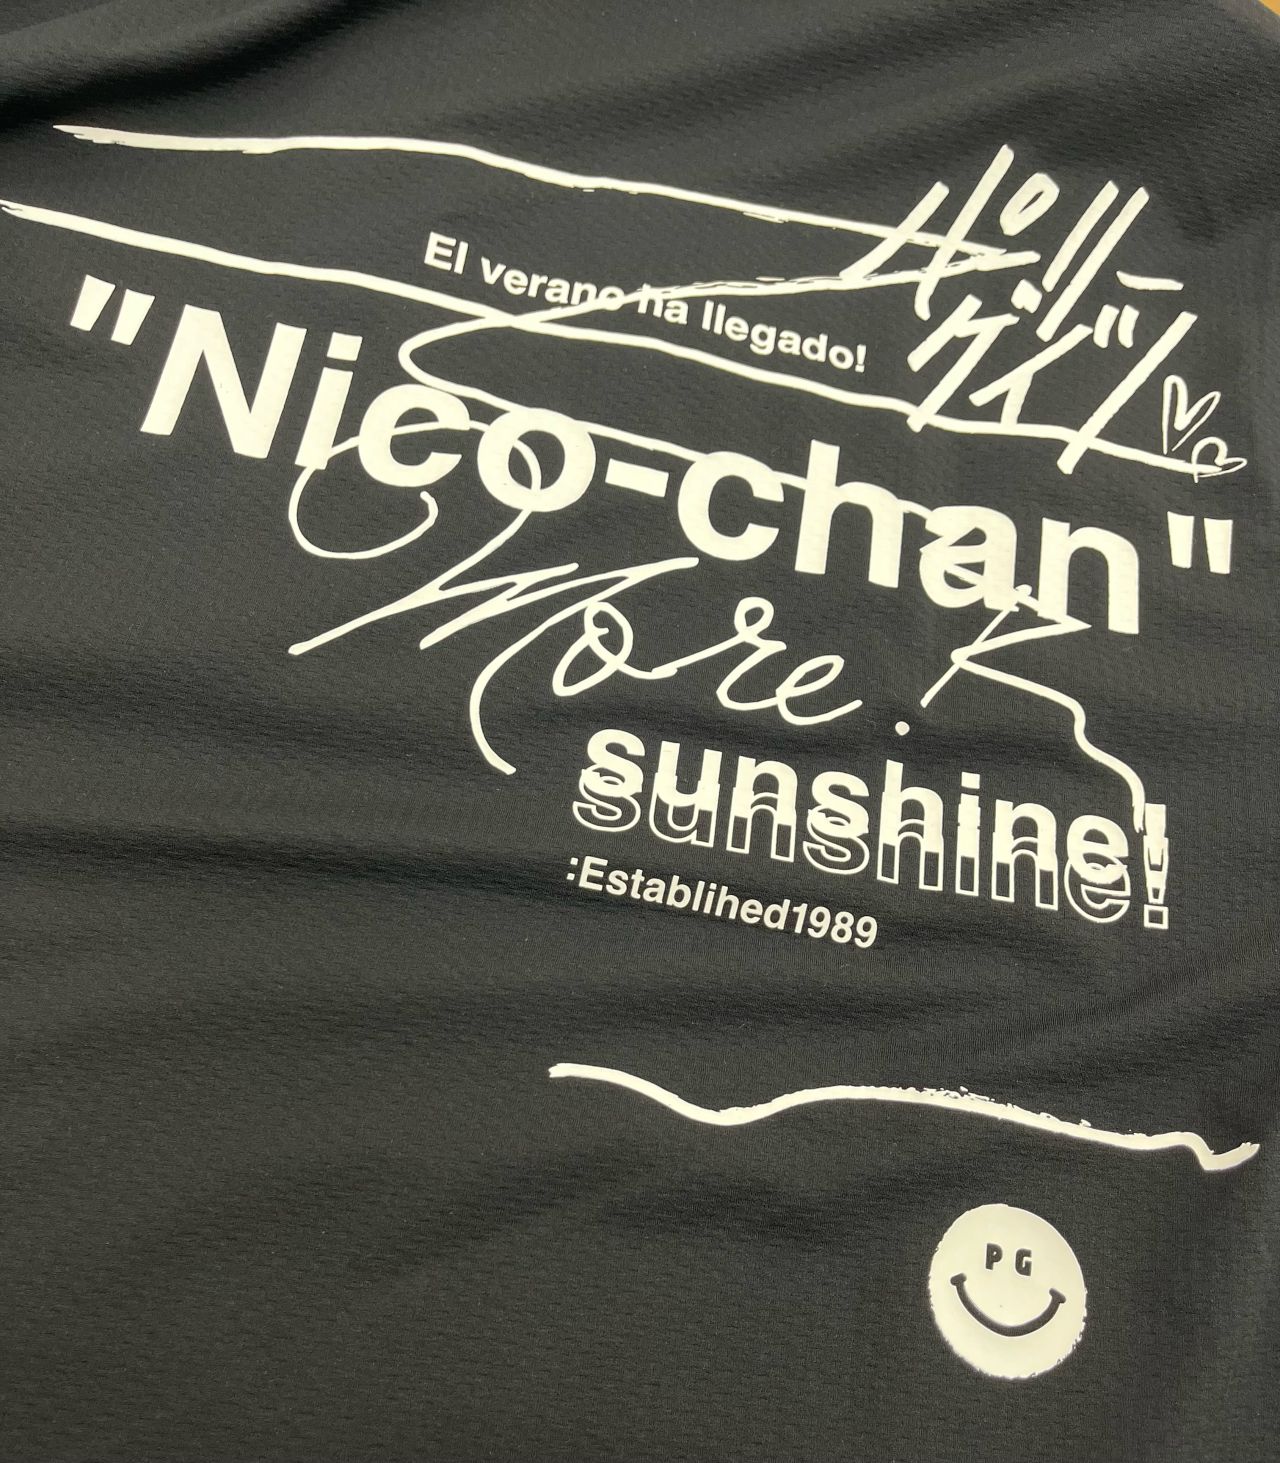 パーリー
ゲイツ
El verano ha llegado!
"Nico-chan"
More!
sunshine!
sunshine!
:Establihed1989
PG